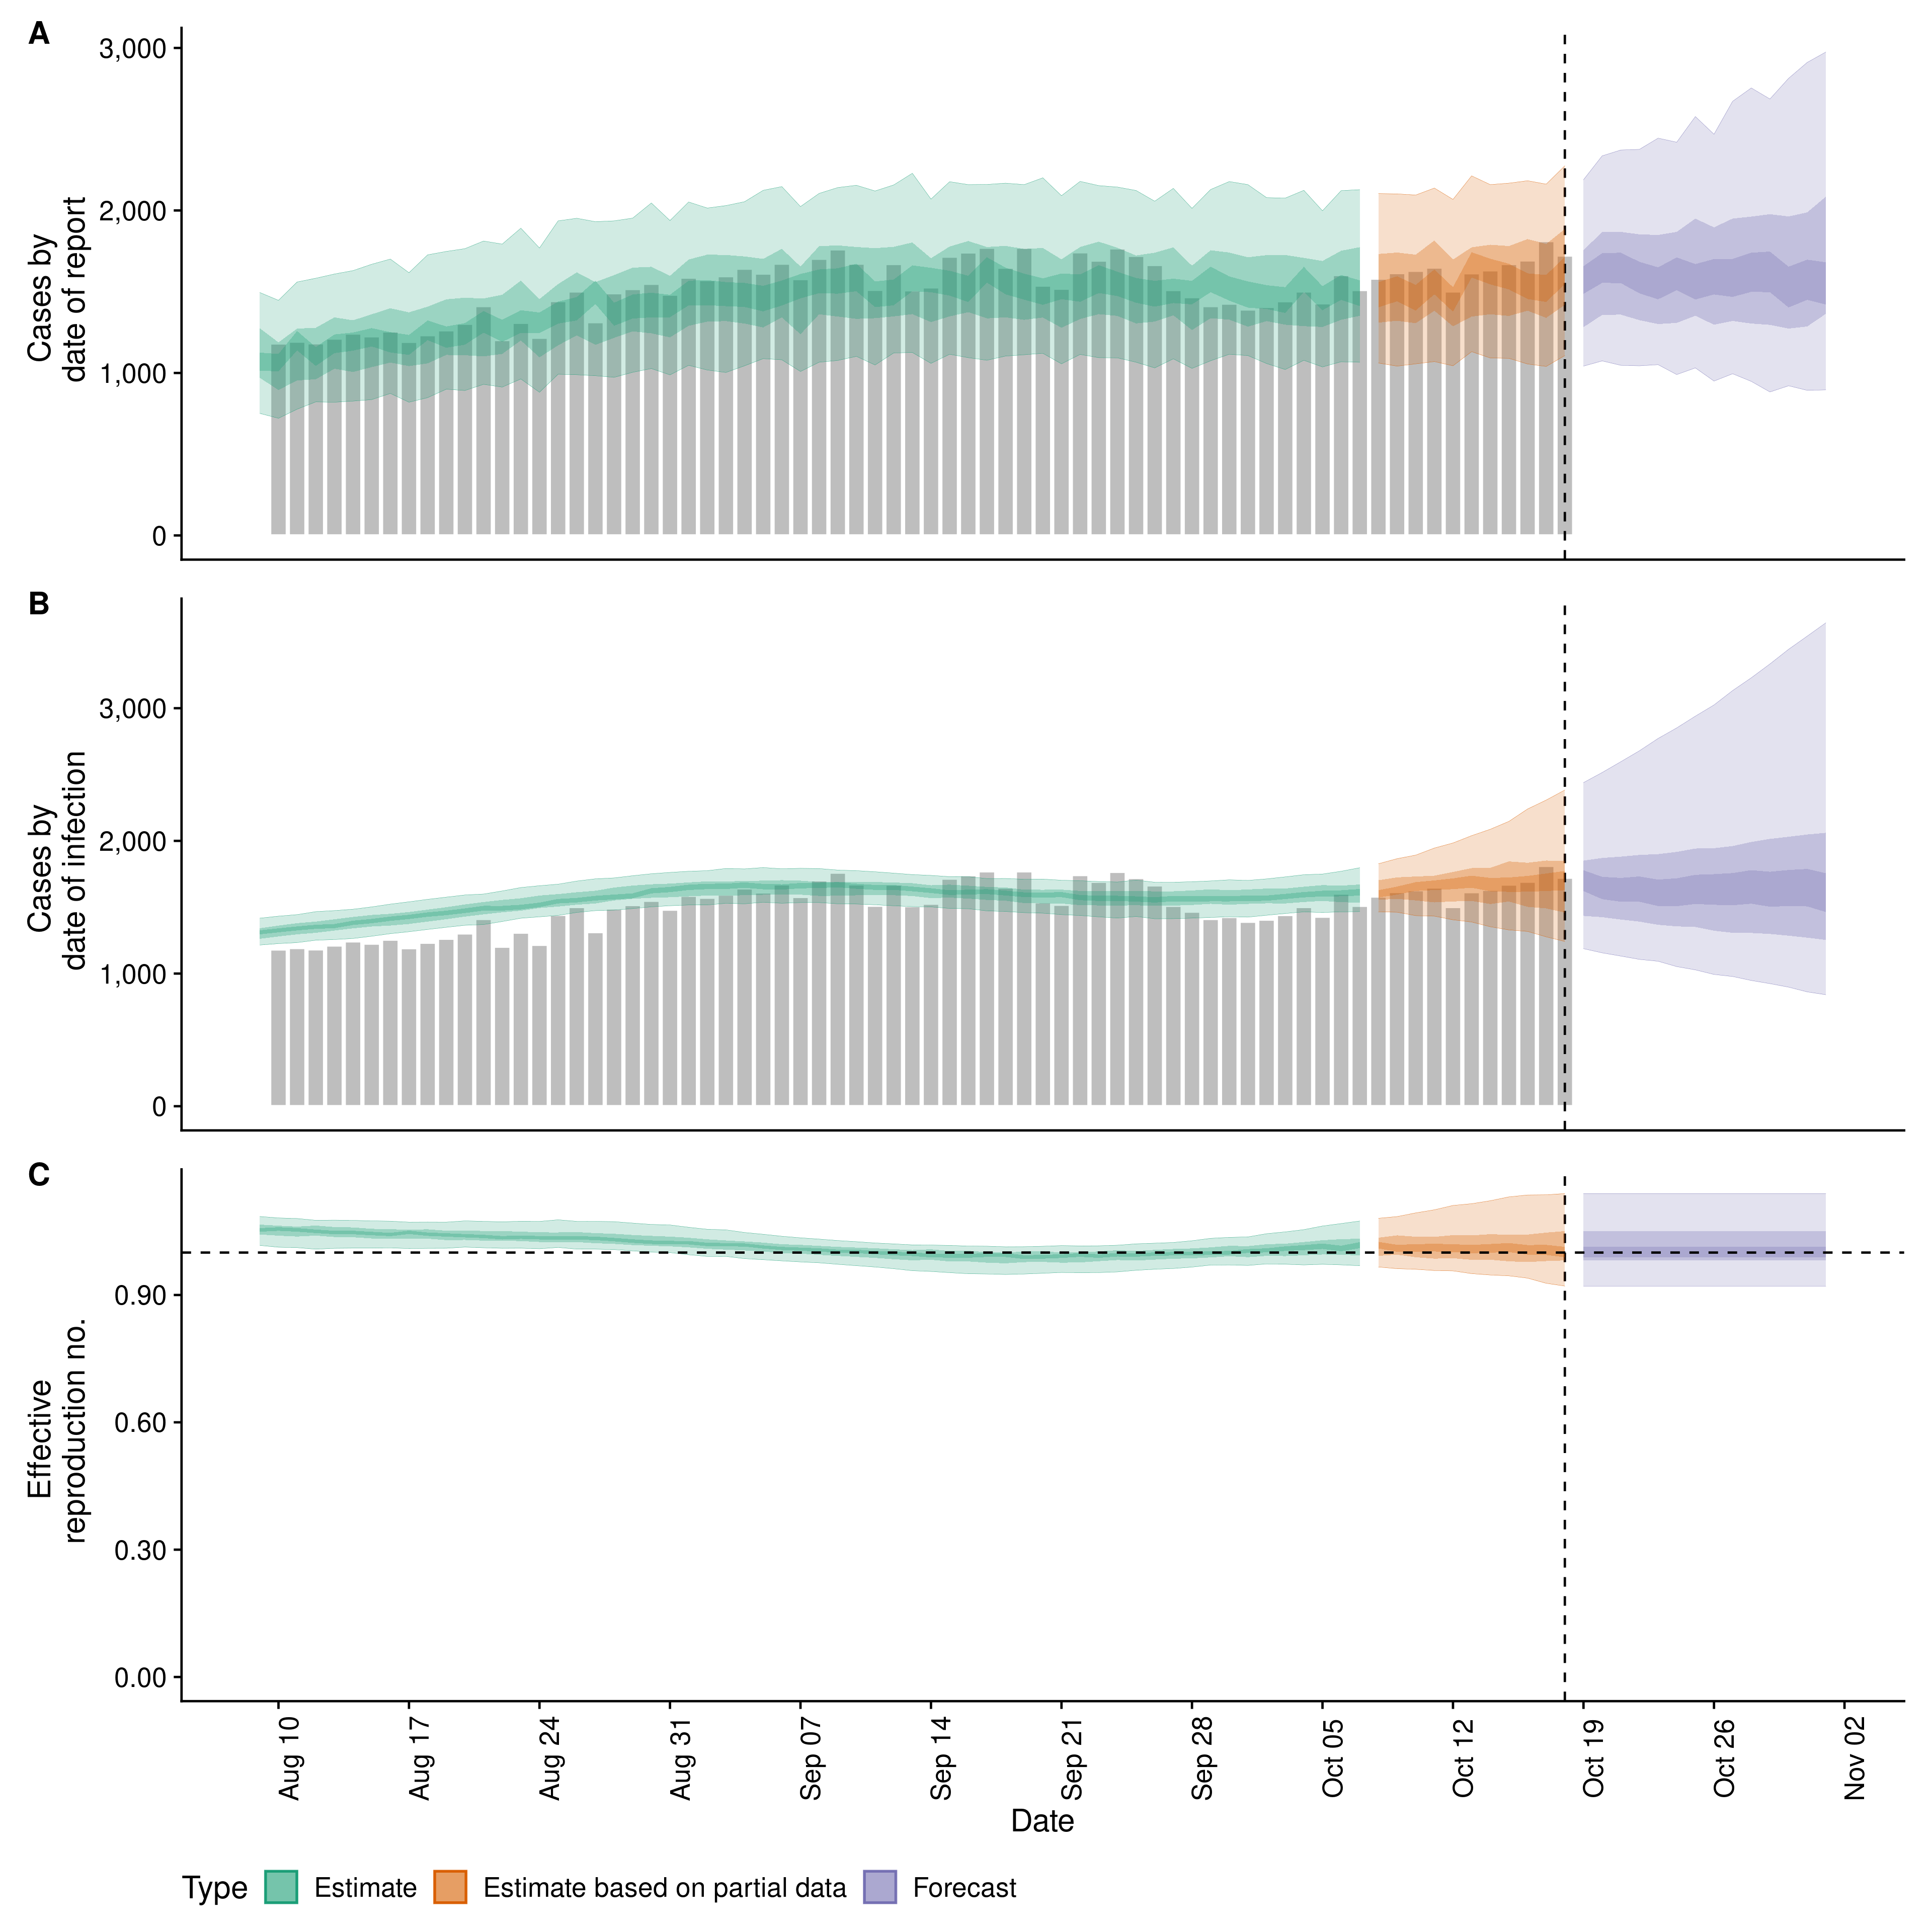 A
3,000
2,000
1,000
0
Cases by
date of report
B
3,000
2,000
1,000
0
Cases by
date of infection
C
0.90
0.60
0.30
0.00
Effective
reproduction no.
Aug 10
Aug 17
Aug 24
Aug 31
Sep 07
Sep 14
Sep 21
Sep 28
Oct 05
Oct 12
Oct 19
Oct 26
Nov 02
Date
Type Estimate Estimate based on partial data Forecast